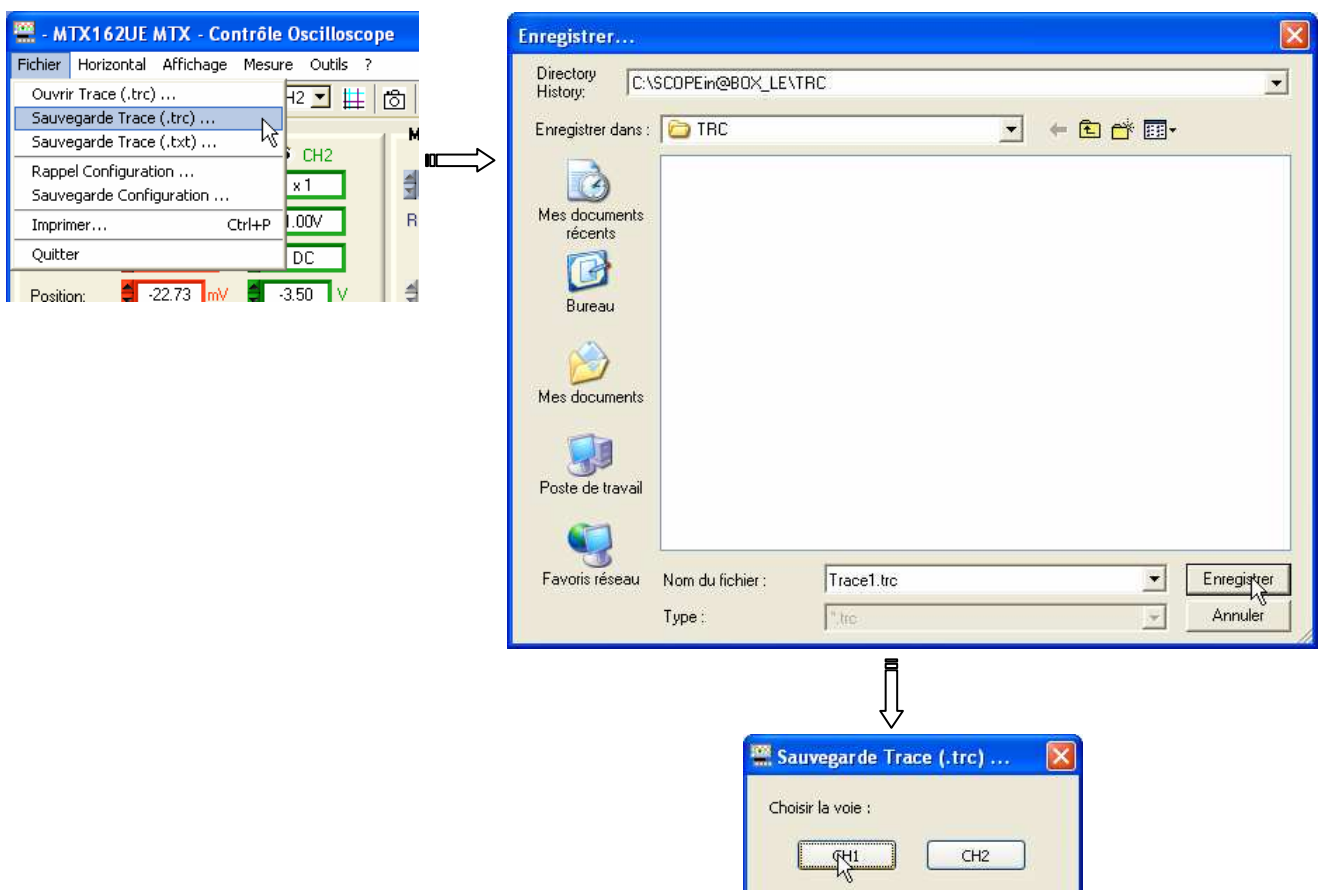 - MTX162UE MTX - Contrôle Oscilloscope
Fichier Horizontal Affichage Mesure Outils ?
Ouvrir Trace (.trc) ...
Sauvegarde Trace (.trc) ...
Sauvegarde Trace (.txt) ...
Rappel Configuration ...
Sauvegarde Configuration ...
Imprimer... Ctrl+P
Quitter
H2
M
CH2
x 1
1.00V
R
DC
Position: -22.73 mV -3.50 V
Enregistrer...
Directory
History: C:\SCOPEin@BOX_LE\TRC
Enregistrer dans : TRC
Mes documents
récents
Bureau
Mes documents
Poste de travail
Favoris réseau
Nom du fichier : Trace1.trc Enregistrer
Type : *.trc Annuler
Sauvegarde Trace (.trc) ...
Choisir la voie :
CH1 CH2